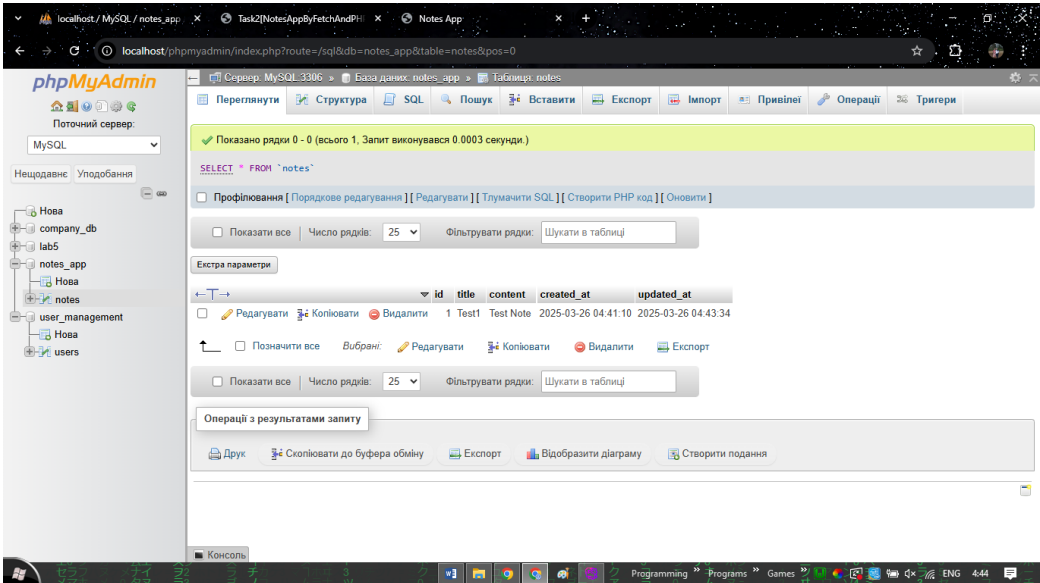 localhost / MySQL / notes_app
Task2[NotesAppByFetchAndPH
Notes App
localhost/phpmyadmin/index.php?route=/sql&db=notes_app&table=notes&pos=0
phpMyAdmin
Поточний сервер:
MySQL
Нещодавнє Уподобання
Нова
company_db
lab5
notes_app
Нова
notes
user_management
Нова
users
Сервер: MySQL:3306 » База даних: notes_app » Таблиця: notes
Переглянути Структура SQL Пошук Вставити Експорт Імпорт Привілеї Операції Тригери
Показано рядки 0 - 0 (всього 1, Запит виконувався 0.0003 секунди.)
SELECT * FROM `notes`
Профілювання [ Порядкове редагування ] [ Редагувати ] [ Тлумачити SQL ] [ Створити PHP код ] [ Оновити ]
Показати все Число рядків: 25 Фільтрувати рядки: Шукати в таблиці
Екстра параметри
←T→ id title content created_at updated_at
Редагувати Копіювати Видалити 1 Test1 Test Note 2025-03-26 04:41:10 2025-03-26 04:43:34
Позначити все Вибрані: Редагувати Копіювати Видалити Експорт
Показати все Число рядків: 25 Фільтрувати рядки: Шукати в таблиці
Операції з результатами запиту
Друк Скопіювати до буфера обміну Експорт Відобразити діаграму Створити подання
Консоль
Programming » Programs » Games » ENG 4:44